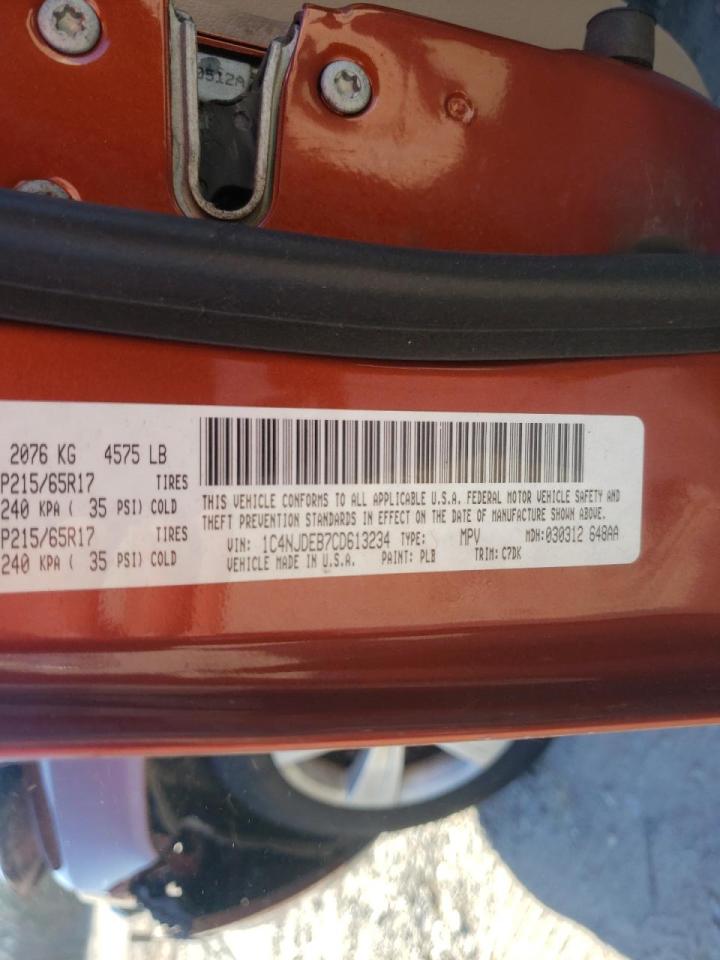 0512A
2076 KG 4575 LB
P215/65R17 TIRES
240 KPA ( 35 PSI) COLD
P215/65R17 TIRES
240 KPA ( 35 PSI) COLD
THIS VEHICLE CONFORMS TO ALL APPLICABLE U.S.A. FEDERAL MOTOR VEHICLE SAFETY AND
THEFT PREVENTION STANDARDS IN EFFECT ON THE DATE OF MANUFACTURE SHOWN ABOVE.
VIN: 1C4NJDEB7CD613234 TYPE: MPV MDH:030312 648AA
VEHICLE MADE IN U.S.A. PAINT: PLB TRIM: C7DK